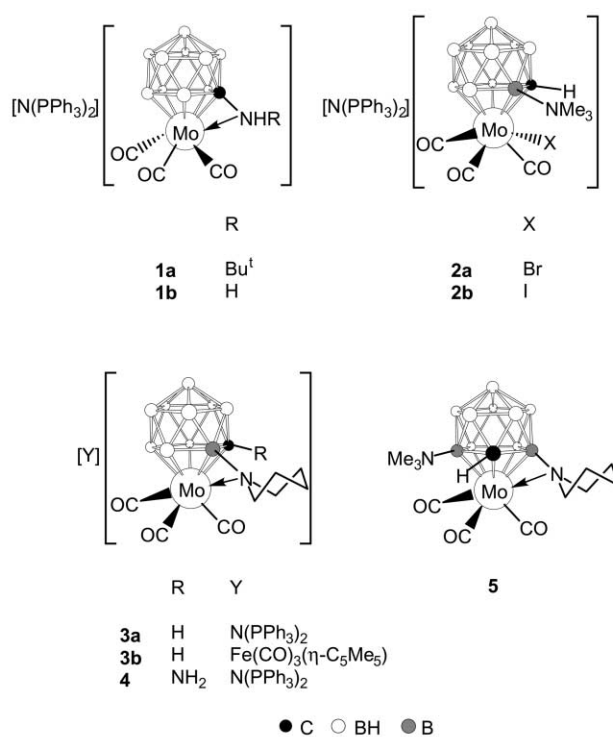 [N(PPh₃)₂]
Mo
NHR
OC
OC
CO
R
1a Buᵗ
1b H
[N(PPh₃)₂]
H
NMe₃
Mo
X
OC
OC
CO
X
2a Br
2b I
[Y]
R
Mo
N
OC
OC
CO
R Y
3a H N(PPh₃)₂
3b H Fe(CO)₃(η-C₅Me₅)
4 NH₂ N(PPh₃)₂
Me₃N
H
Mo
N
OC
OC
CO
5
C BH B